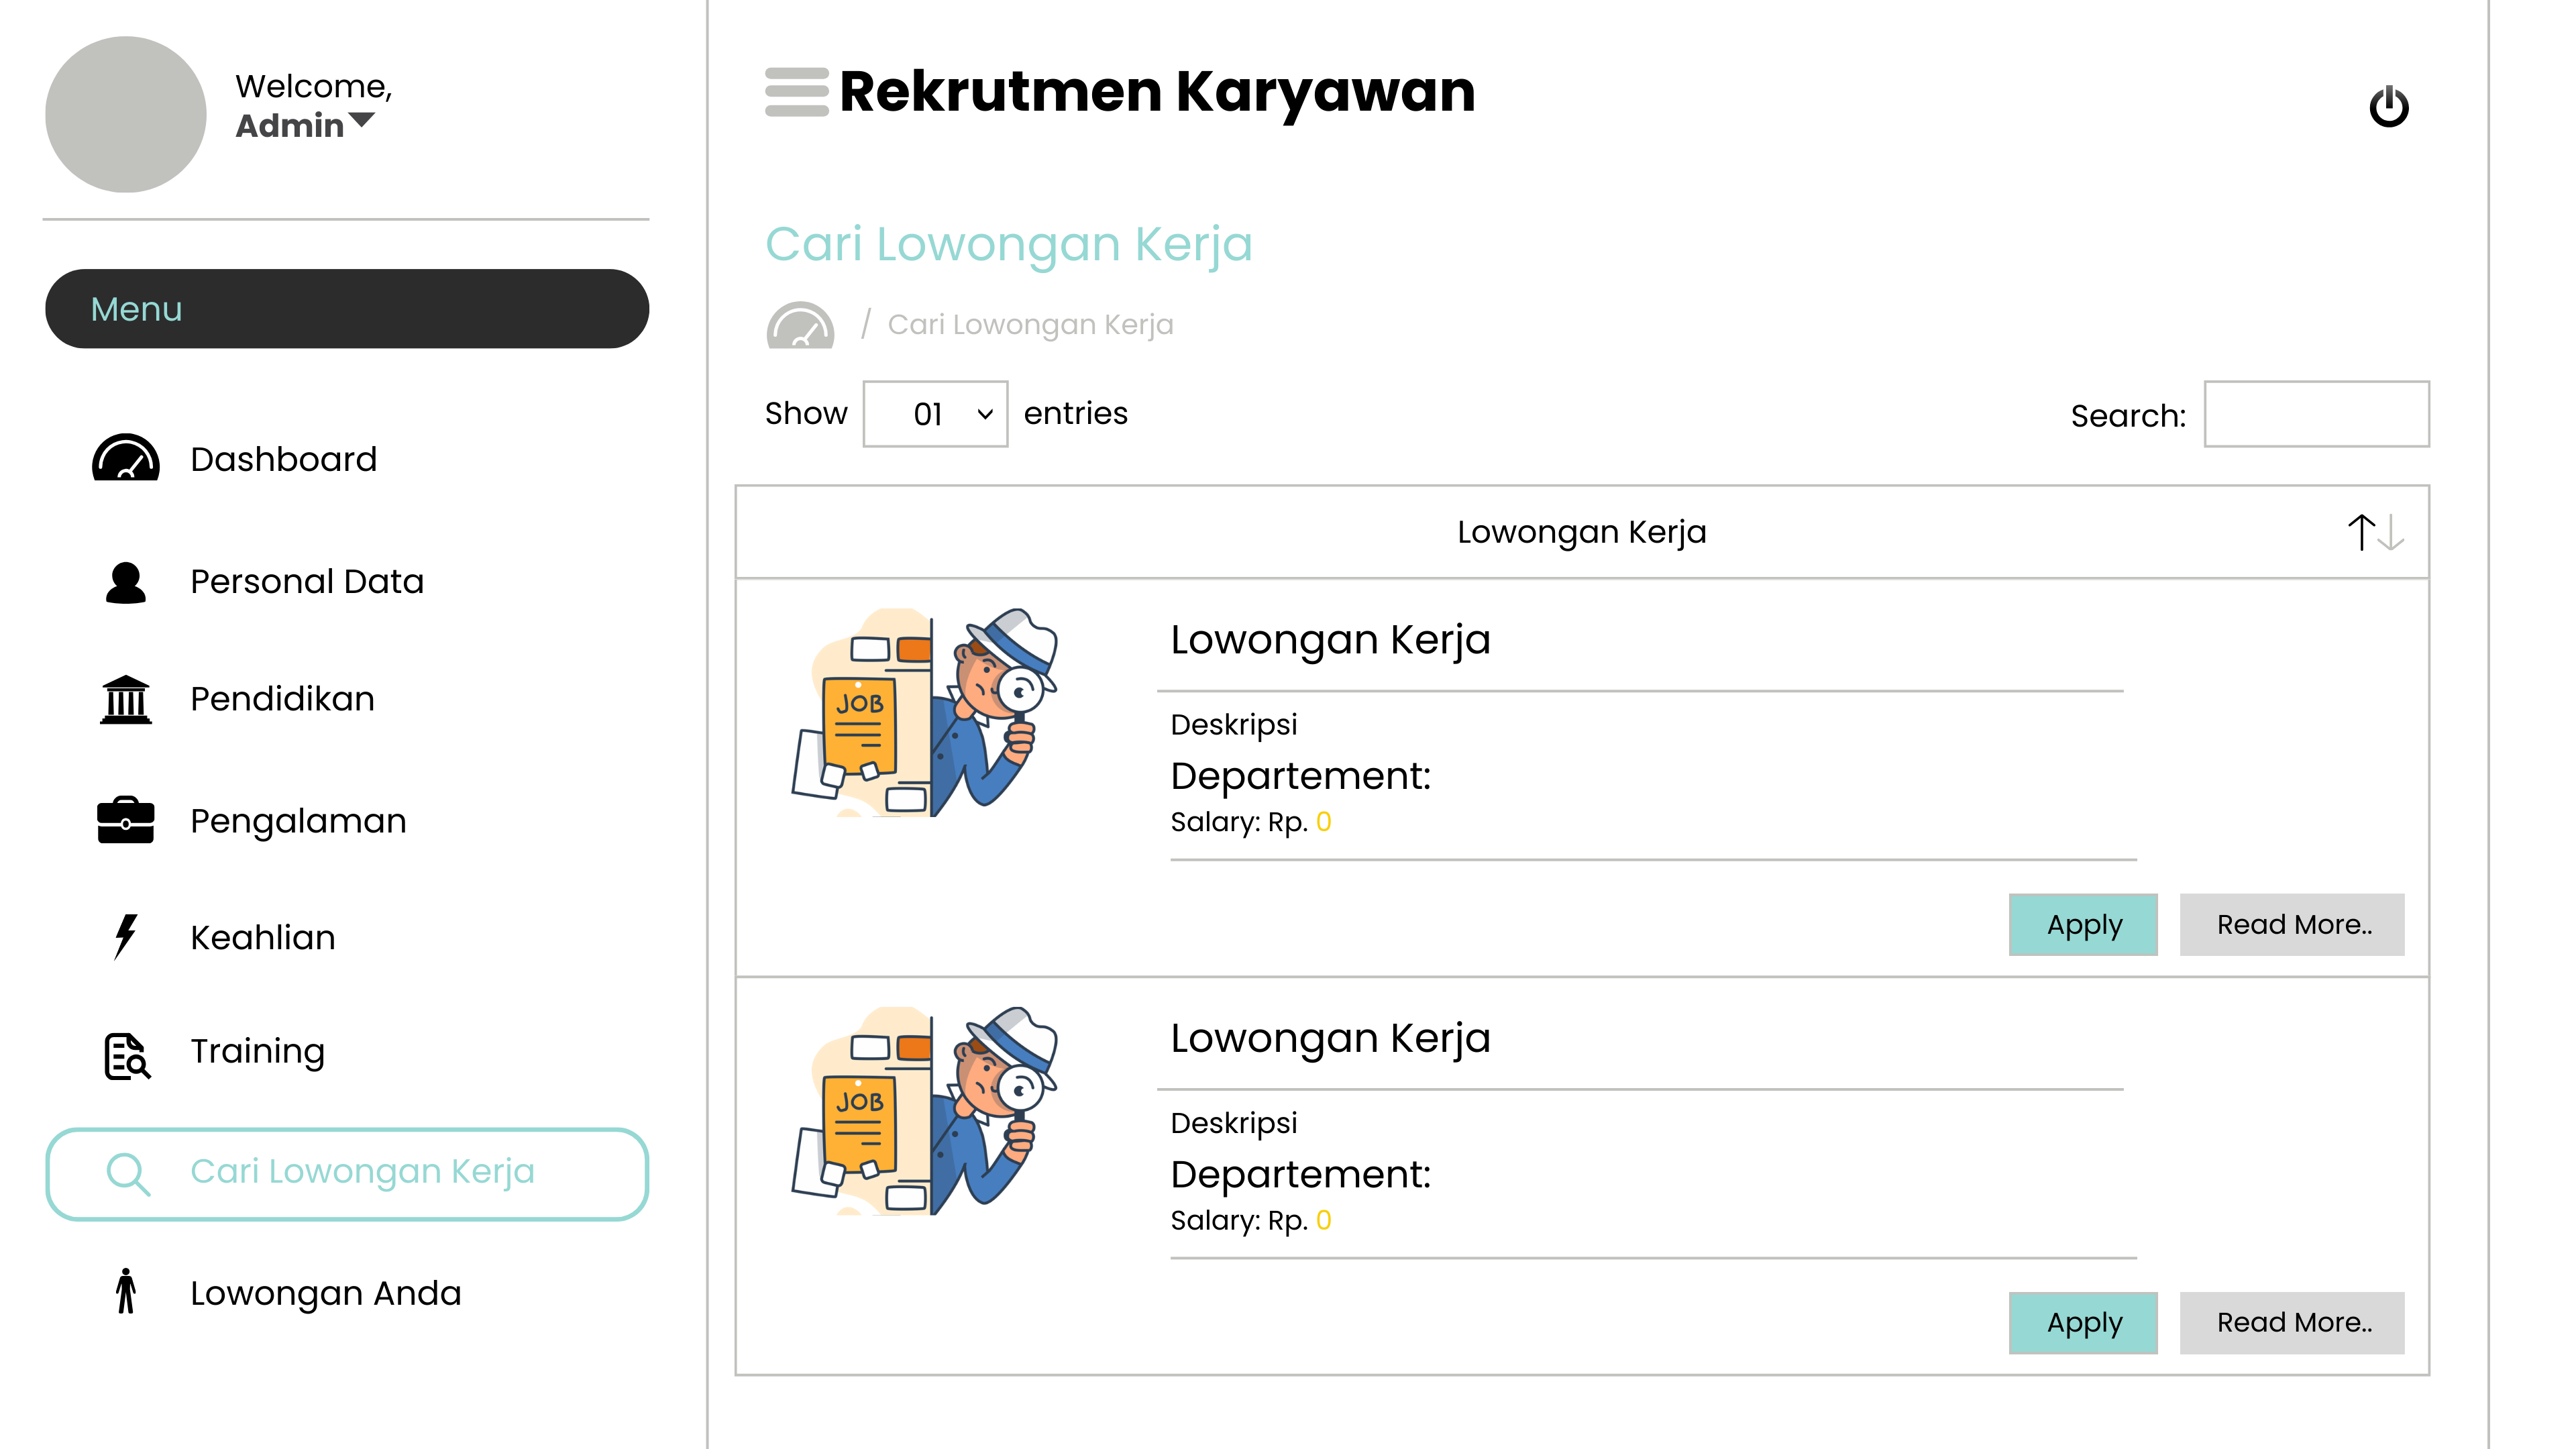 Welcome,
Admin
Menu
Dashboard
Personal Data
Pendidikan
Pengalaman
Keahlian
Training
Cari Lowongan Kerja
Lowongan Anda
Rekrutmen Karyawan
Cari Lowongan Kerja
/ Cari Lowongan Kerja
Show 01 entries
Search:
Lowongan Kerja
JOB
Lowongan Kerja
Deskripsi
Departement:
Salary: Rp. 0
Apply
Read More..
JOB
Lowongan Kerja
Deskripsi
Departement:
Salary: Rp. 0
Apply
Read More..